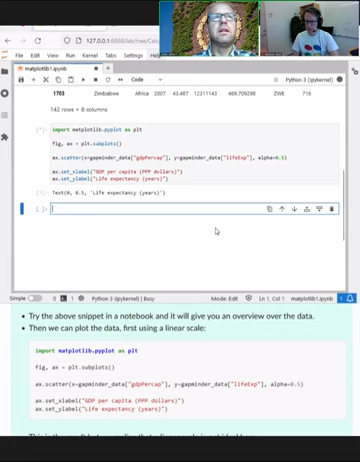 127.0.0.1:8888/lab/tree/Cal
File Edit View Run Kernel Tabs Settings Help
matplotlib1.ipynb
Code
Python 3 (ipykernel)
1703 Zimbabwe Africa 2007 43.487 12311143 469.709298 ZWE 716
142 rows × 8 columns
[*]: import matplotlib.pyplot as plt
fig, ax = plt.subplots()
ax.scatter(x=gapminder_data["gdpPercap"], y=gapminder_data["lifeExp"], alpha=0.5)
ax.set_xlabel("GDP per capita (PPP dollars)")
ax.set_ylabel("Life expectancy (years)")
Text(0, 0.5, 'Life expectancy (years)')
[ ]:
Simple 0 1 Python 3 (ipykernel) | Busy Mode: Edit Ln 1, Col 1 matplotlib1.ipynb 1
• Try the above snippet in a notebook and it will give you an overview over the data.
• Then we can plot the data, first using a linear scale:
import matplotlib.pyplot as plt
fig, ax = plt.subplots()
ax.scatter(x=gapminder_data["gdpPercap"], y=gapminder_data["lifeExp"], alpha=0.5)
ax.set_xlabel("GDP per capita (PPP dollars)")
ax.set_ylabel("Life expectancy (years)")